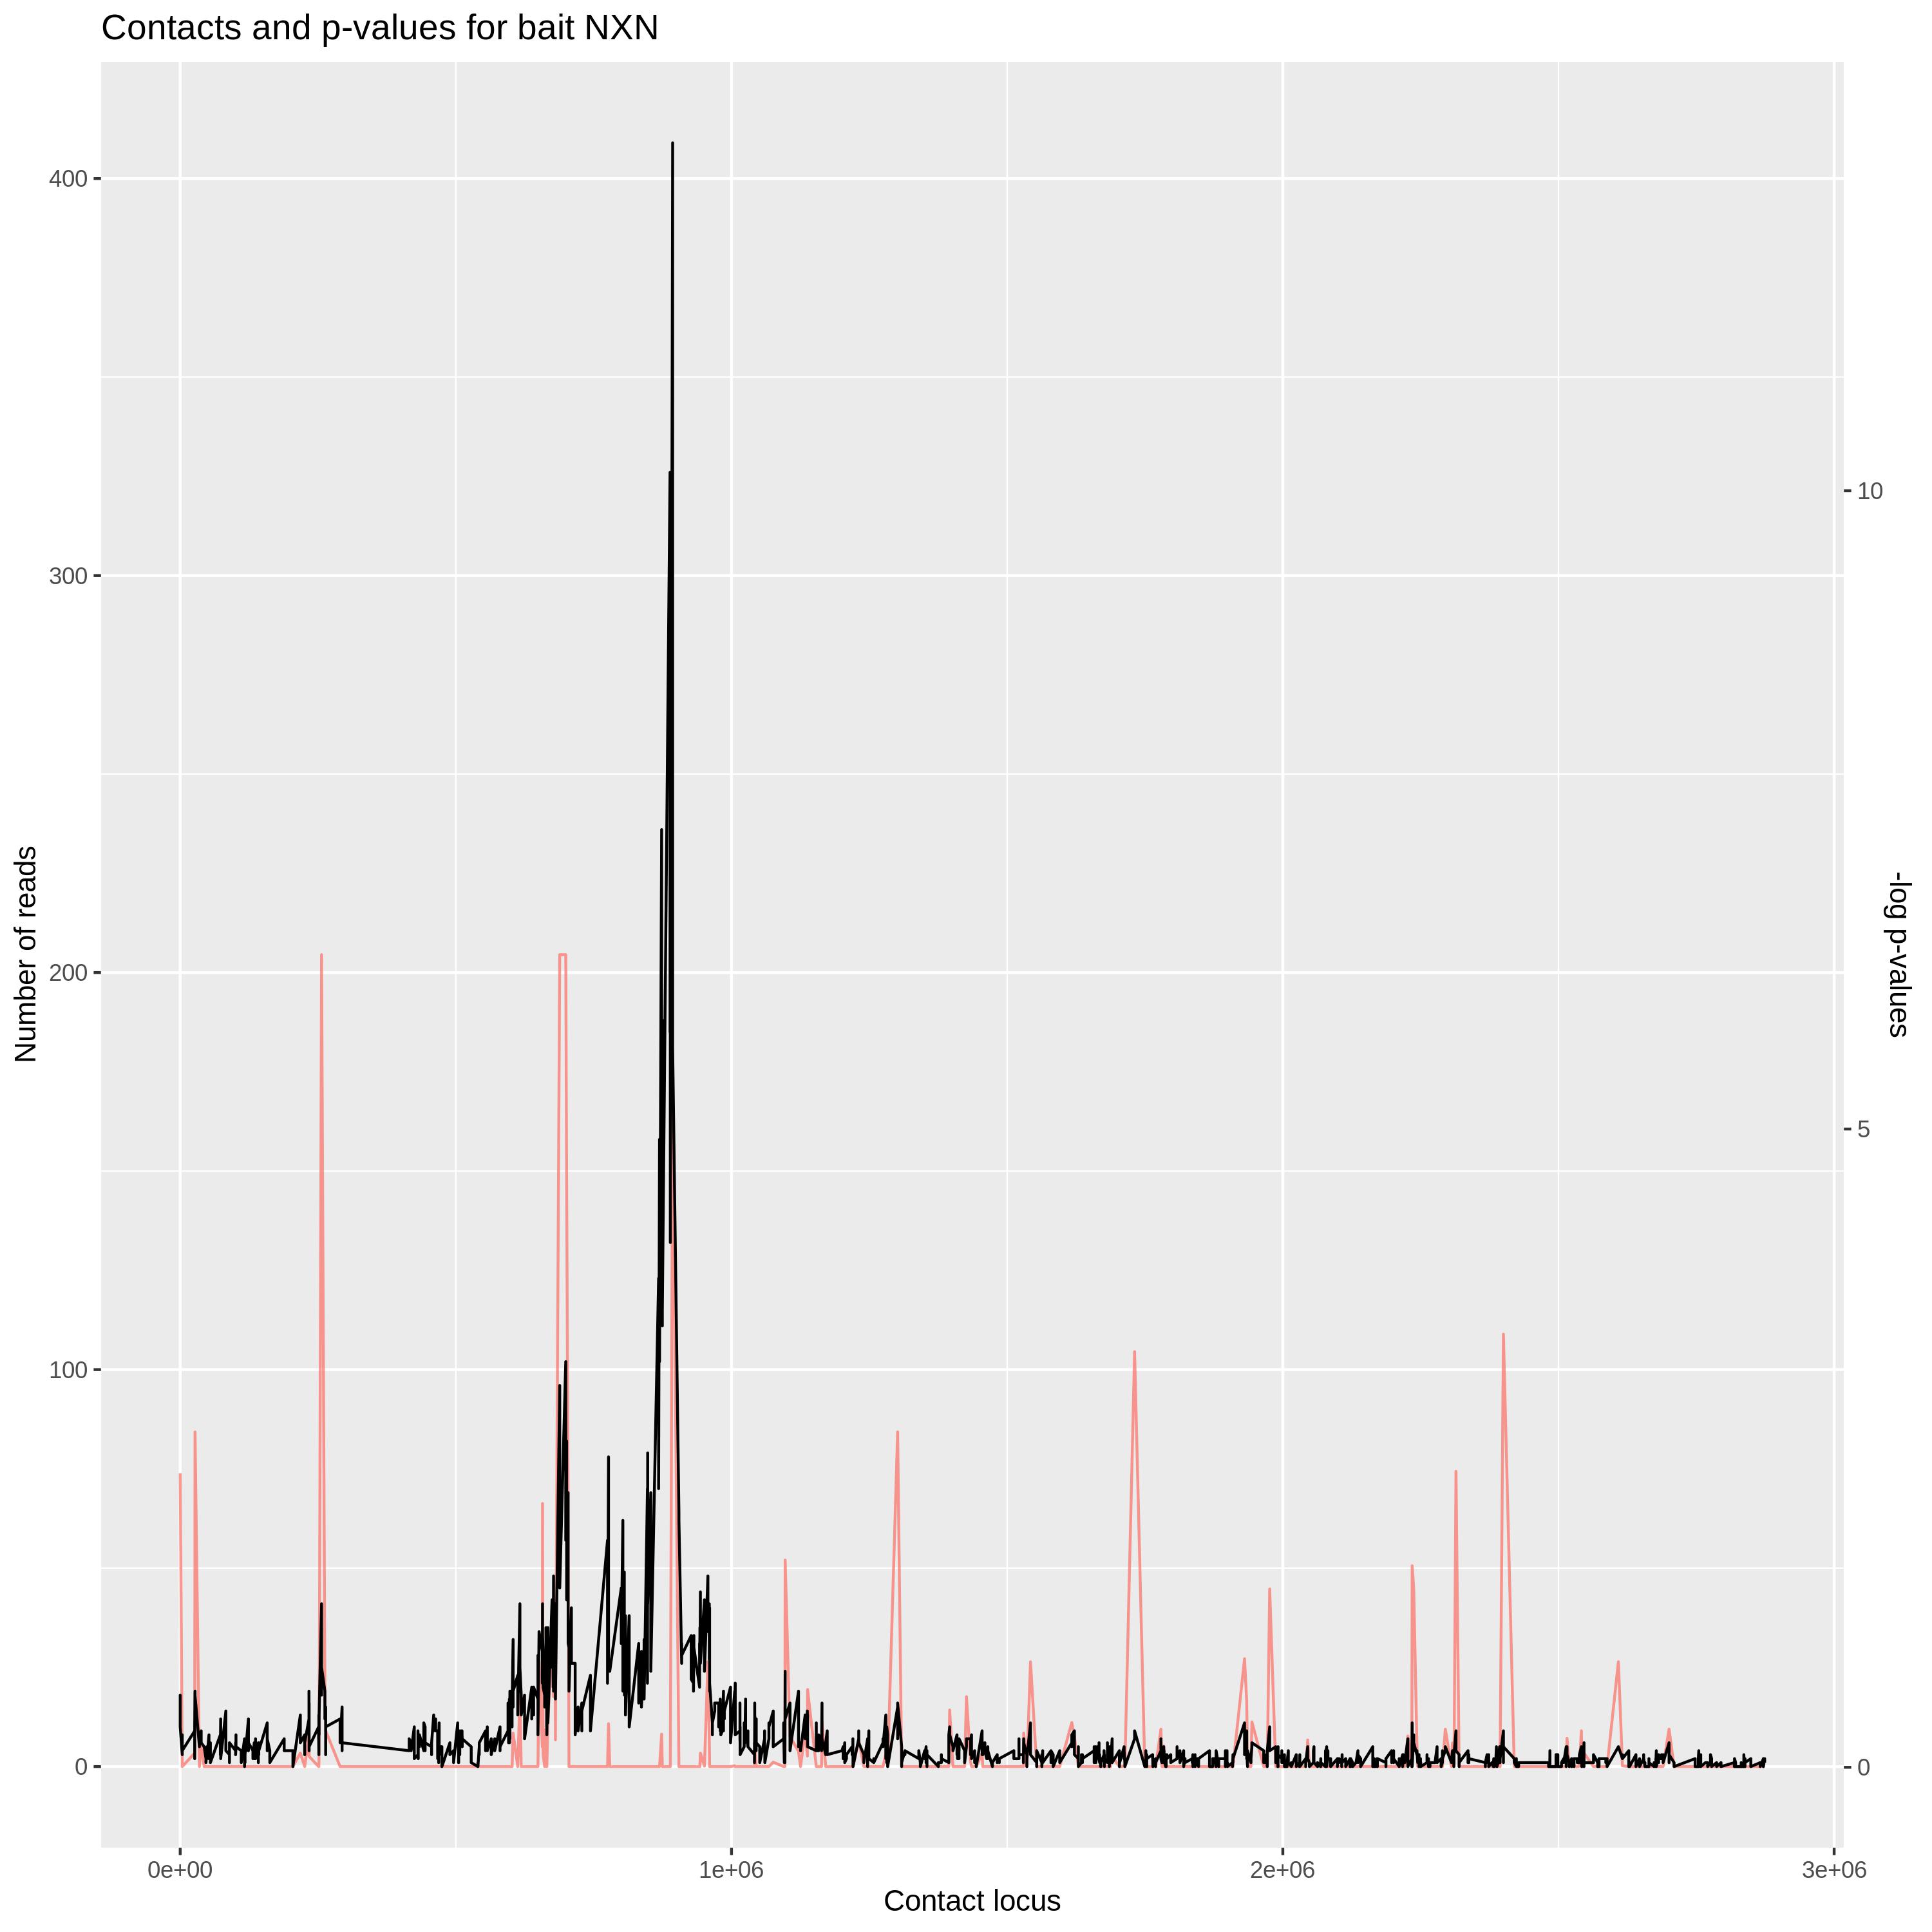 Contacts and p-values for bait NXN
400
300
200
100
0
Number of reads
10
5
0
-log p-values
0e+00
1e+06
2e+06
3e+06
Contact locus